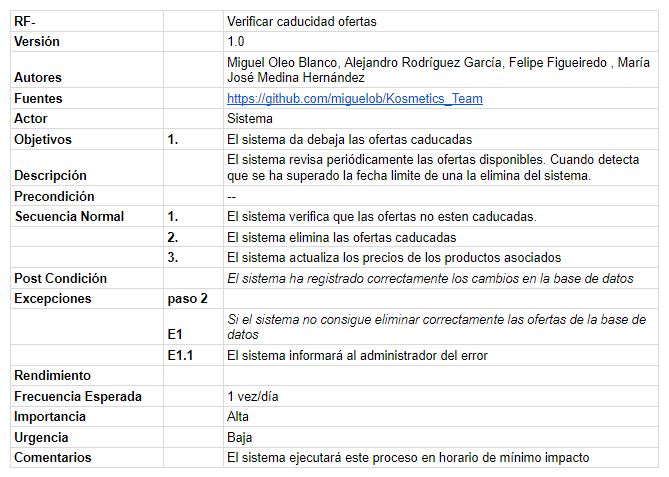 RF- Verificar caducidad ofertas
Versión 1.0
Miguel Oleo Blanco, Alejandro Rodríguez García, Felipe Figueiredo , María
Autores José Medina Hernández
Fuentes https://github.com/miguelob/Kosmetics_Team
Actor Sistema
Objetivos 1. El sistema da debaja las ofertas caducadas
El sistema revisa periódicamente las ofertas disponibles. Cuando detecta
Descripción que se ha superado la fecha limite de una la elimina del sistema.
Precondición --
Secuencia Normal 1. El sistema verifica que las ofertas no esten caducadas.
2. El sistema elimina las ofertas caducadas
3. El sistema actualiza los precios de los productos asociados
Post Condición El sistema ha registrado correctamente los cambios en la base de datos
Excepciones paso 2
Si el sistema no consigue eliminar correctamente las ofertas de la base de
E1 datos
E1.1 El sistema informará al administrador del error
Rendimiento
Frecuencia Esperada 1 vez/día
Importancia Alta
Urgencia Baja
Comentarios El sistema ejecutará este proceso en horario de mínimo impacto